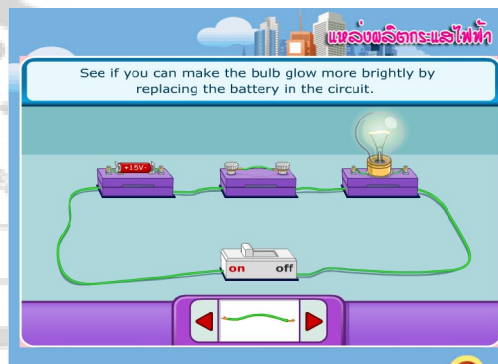 แหล่งผลิตกระแสไฟฟ้า
See if you can make the bulb glow more brightly by
replacing the battery in the circuit.
+15V-
on off